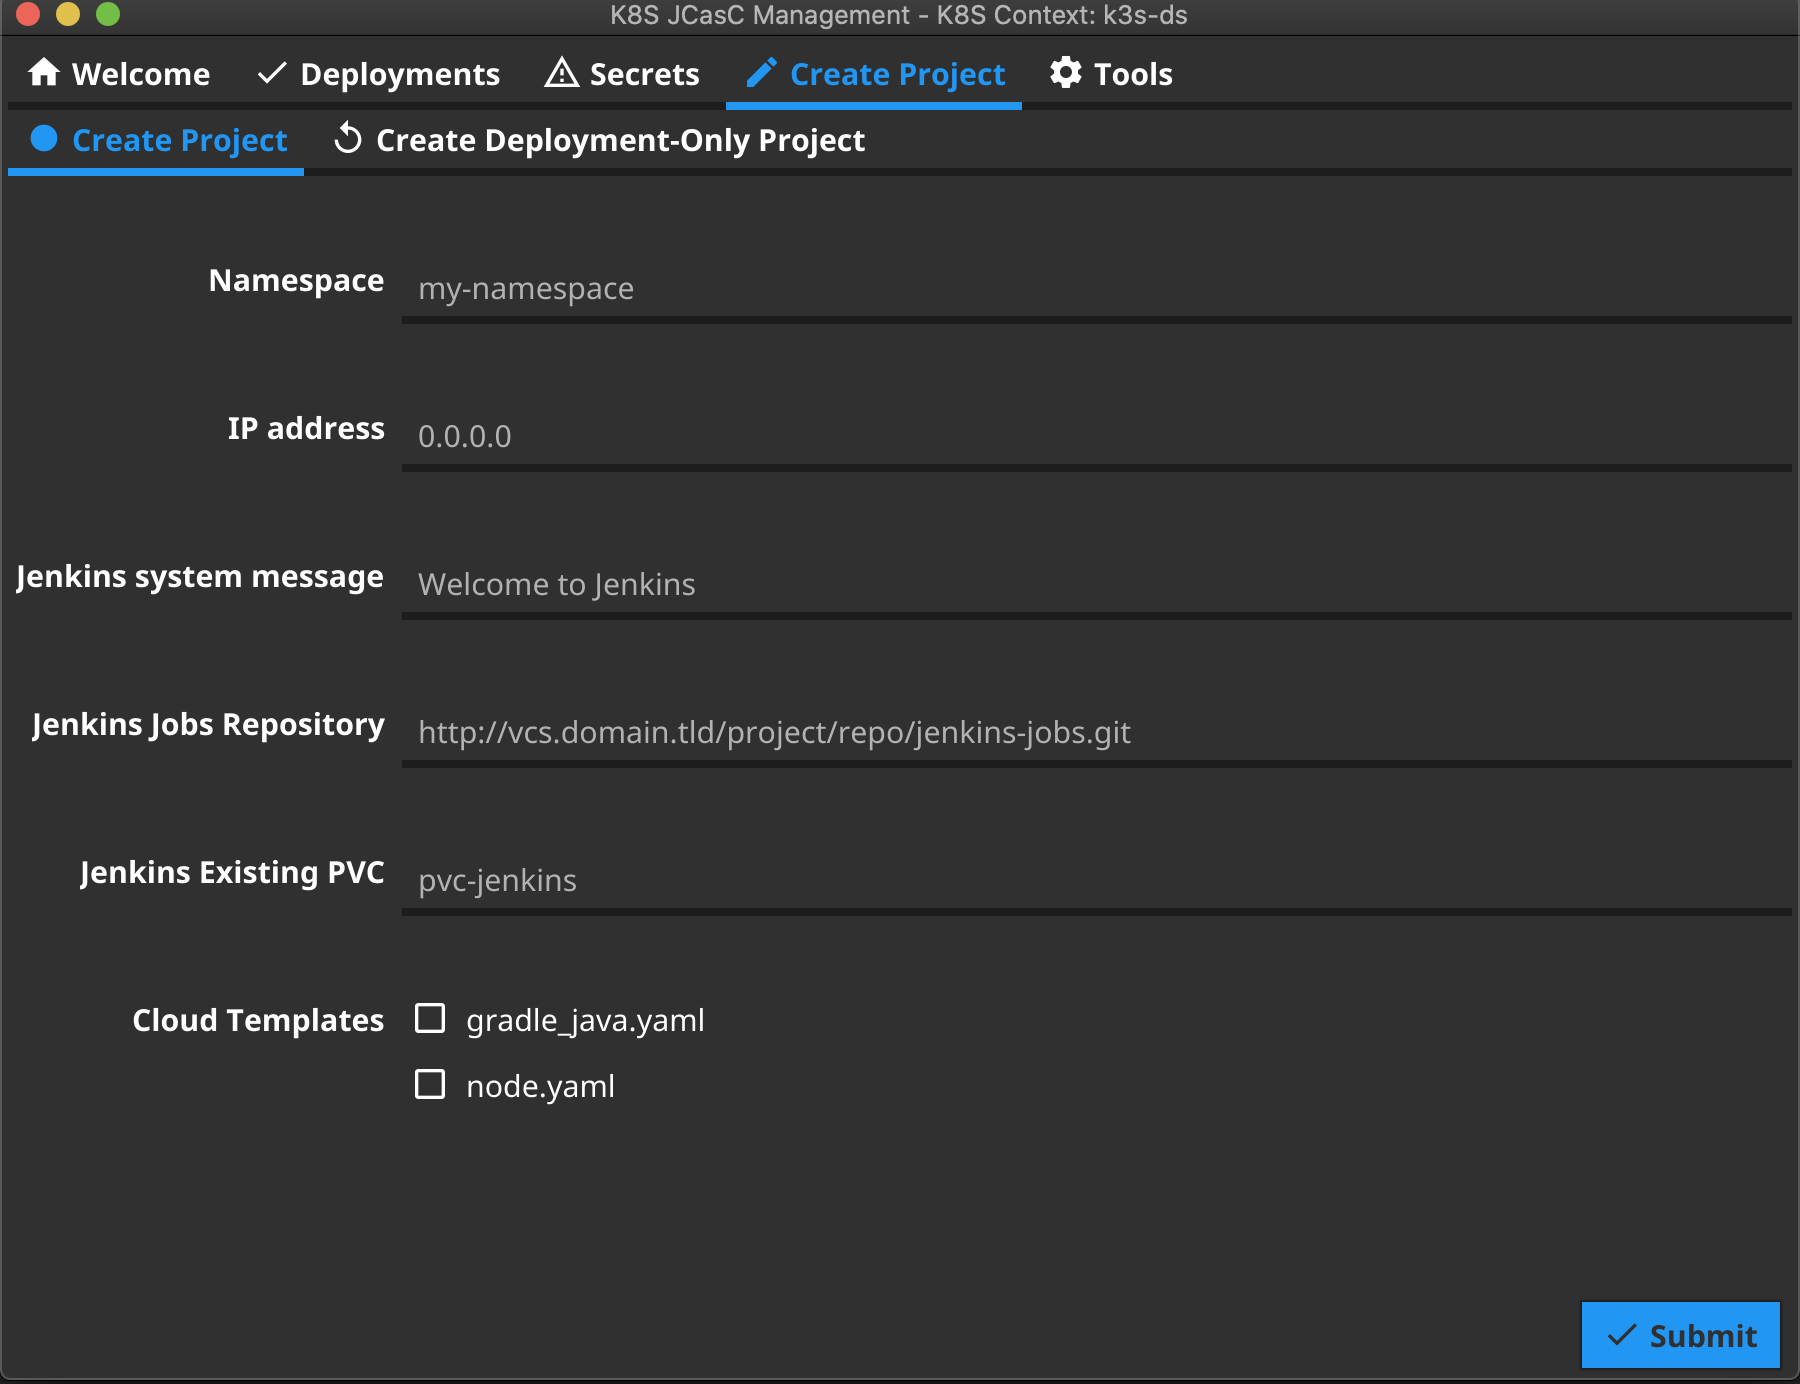 K8S JCasC Management - K8S Context: k3s-ds
Welcome Deployments Secrets Create Project Tools
Create Project Create Deployment-Only Project
Namespace my-namespace
IP address 0.0.0.0
Jenkins system message Welcome to Jenkins
Jenkins Jobs Repository http://vcs.domain.tld/project/repo/jenkins-jobs.git
Jenkins Existing PVC pvc-jenkins
Cloud Templates gradle_java.yaml
node.yaml
Submit